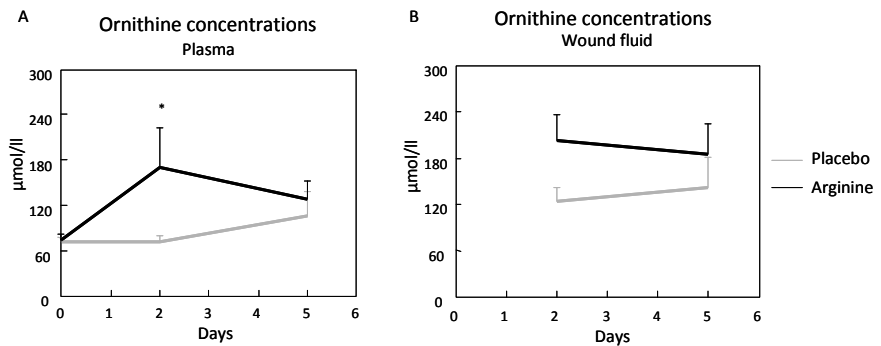 A
Ornithine concentrations
Plasma
300
240
180
120
60
0
µmol/ll
*
0 1 2 3 4 5 6
Days
B
Ornithine concentrations
Wound fluid
300
240
180
120
60
0
µmol/ll
0 1 2 3 4 5 6
Days
Placebo
Arginine